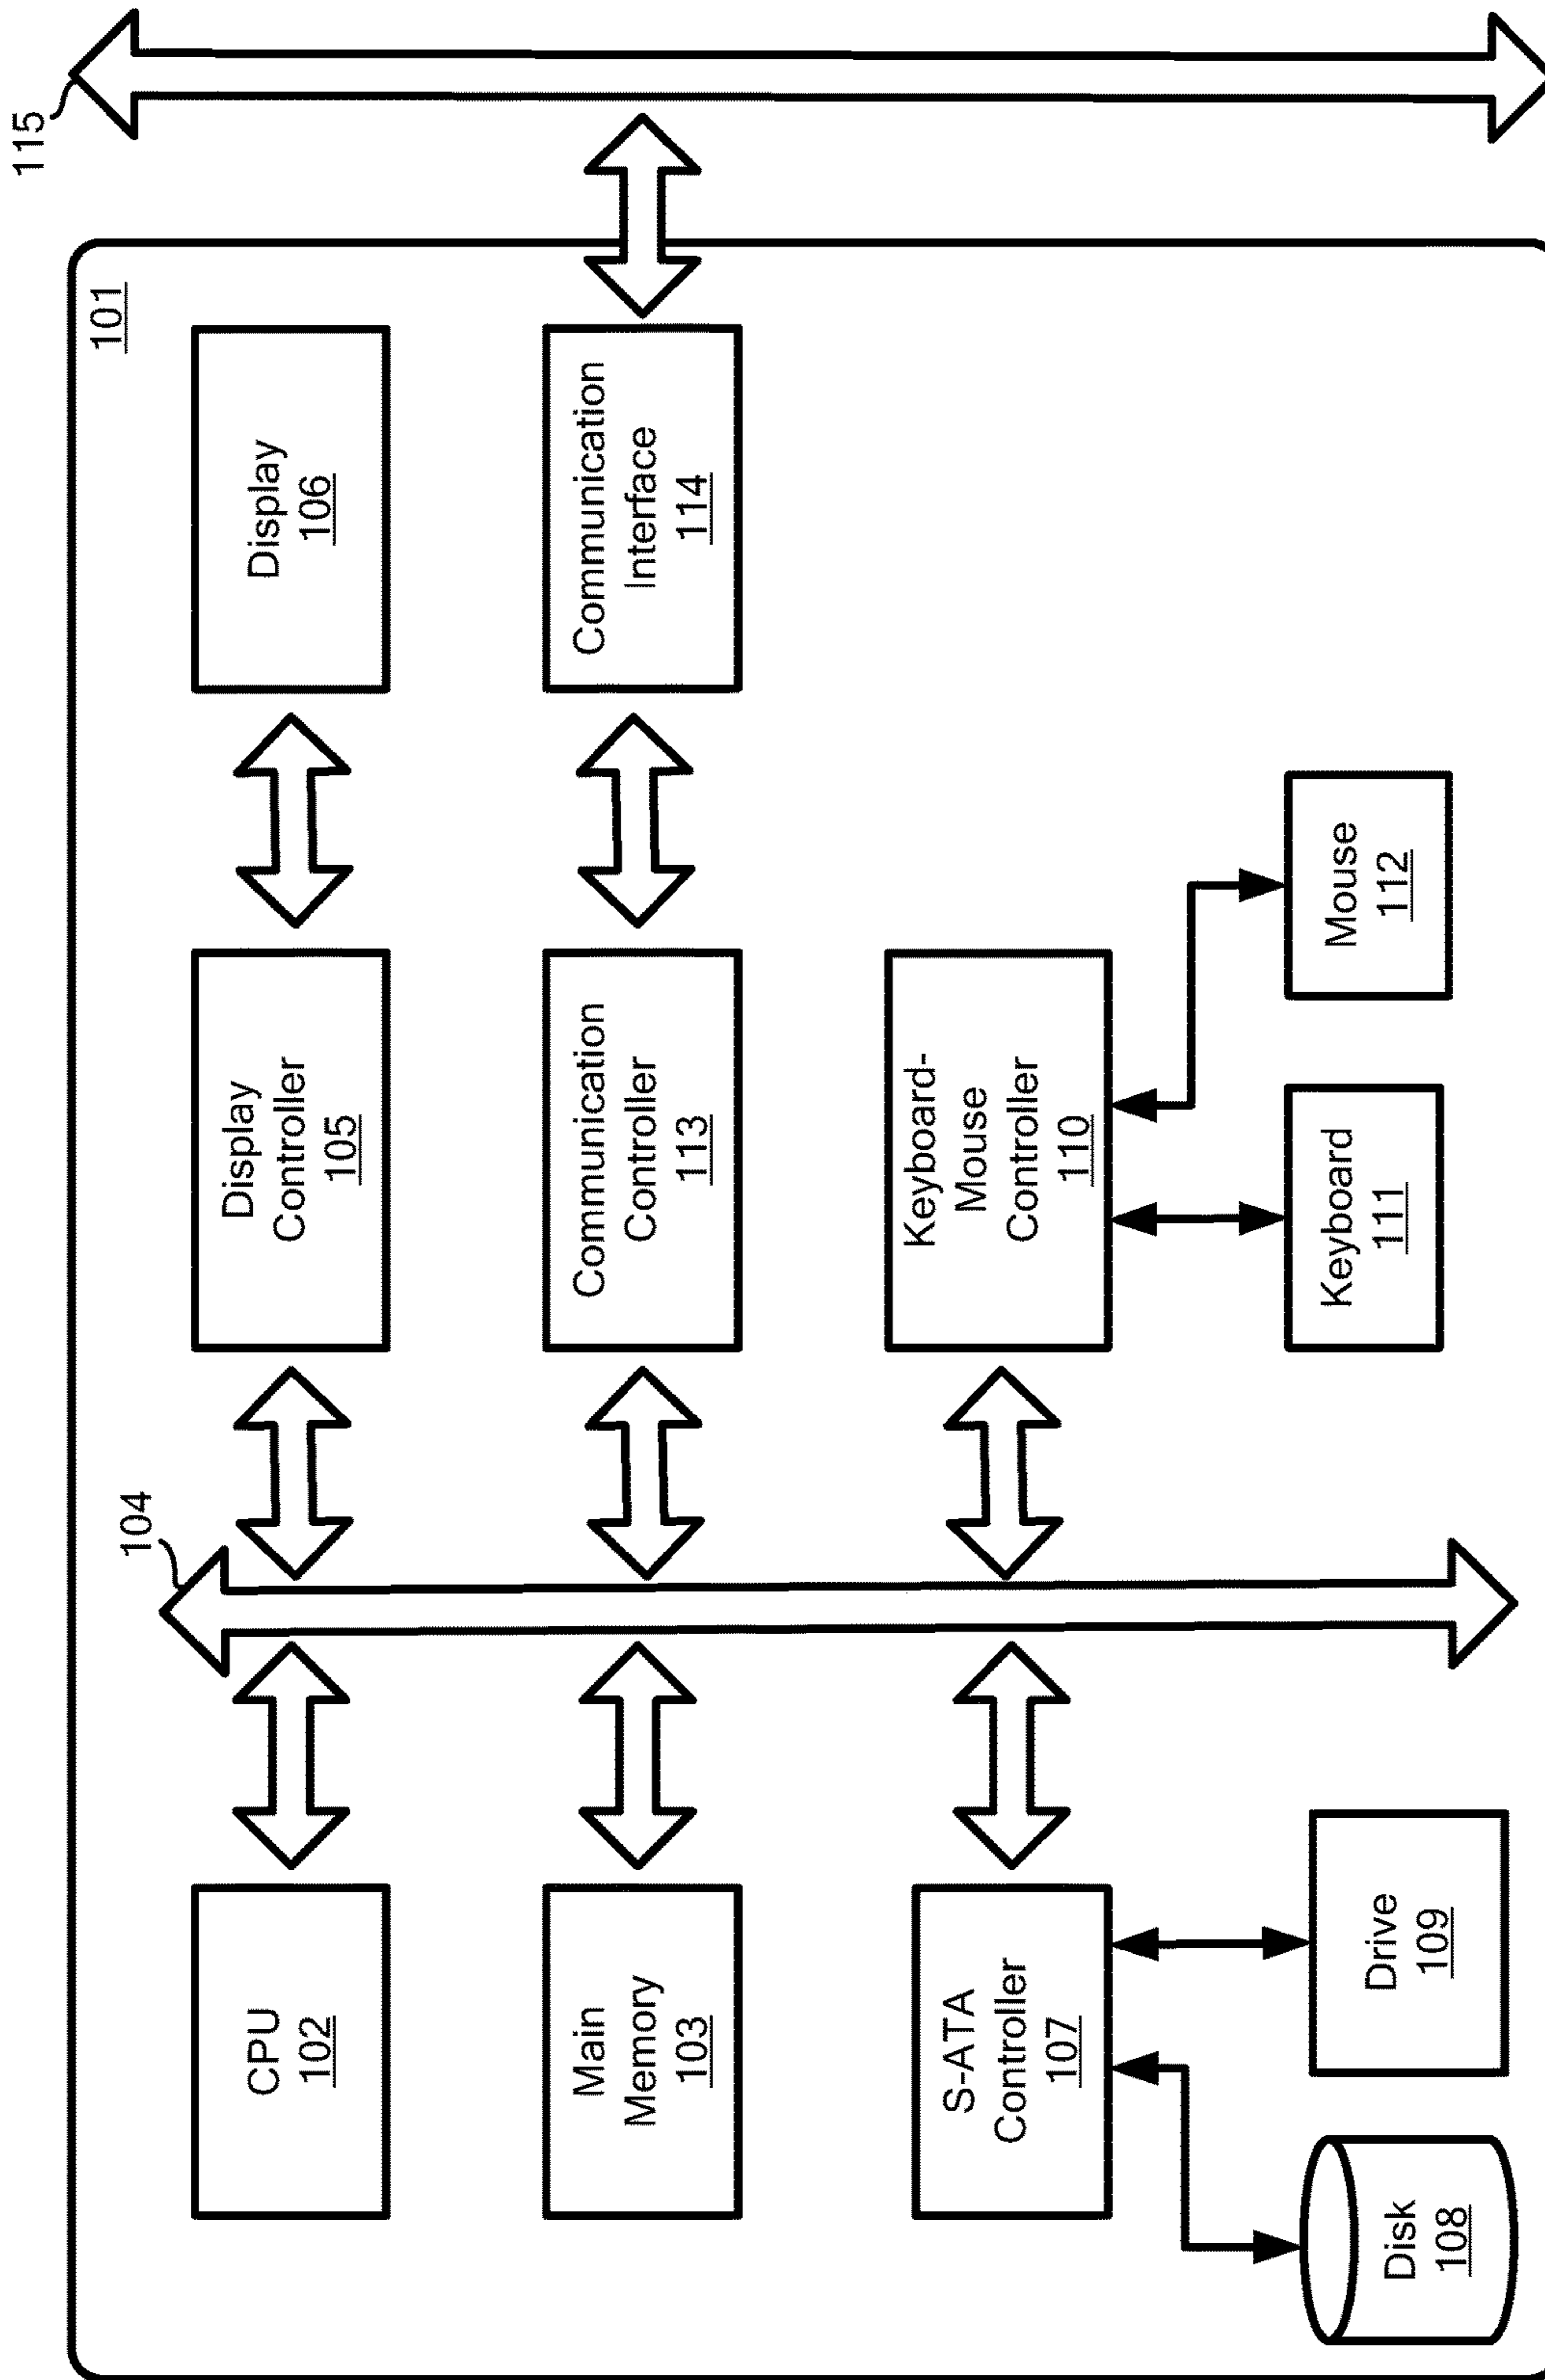 101
CPU
102
104
Display
Controller
105
Display
106
115
Main
Memory
103
Communication
Controller
113
Communication
Interface
114
S-ATA
Controller
107
Keyboard-
Mouse
Controller
110
Disk
108
Drive
109
Keyboard
111
Mouse
112